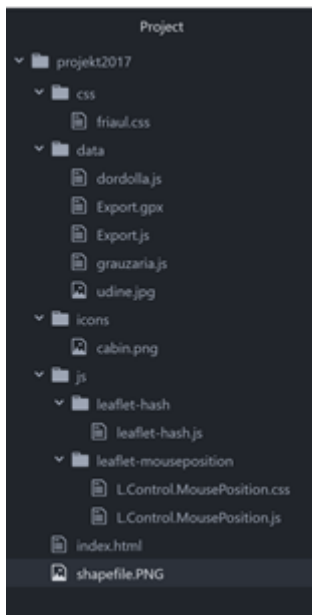 Project
projekt2017
css
friaul.css
data
dordolla.js
Export.gpx
Export.js
grauzaria.js
udine.jpg
icons
cabin.png
js
leaflet-hash
leaflet-hash.js
leaflet-mouseposition
L.Control.MousePosition.css
L.Control.MousePosition.js
index.html
shapefile.PNG